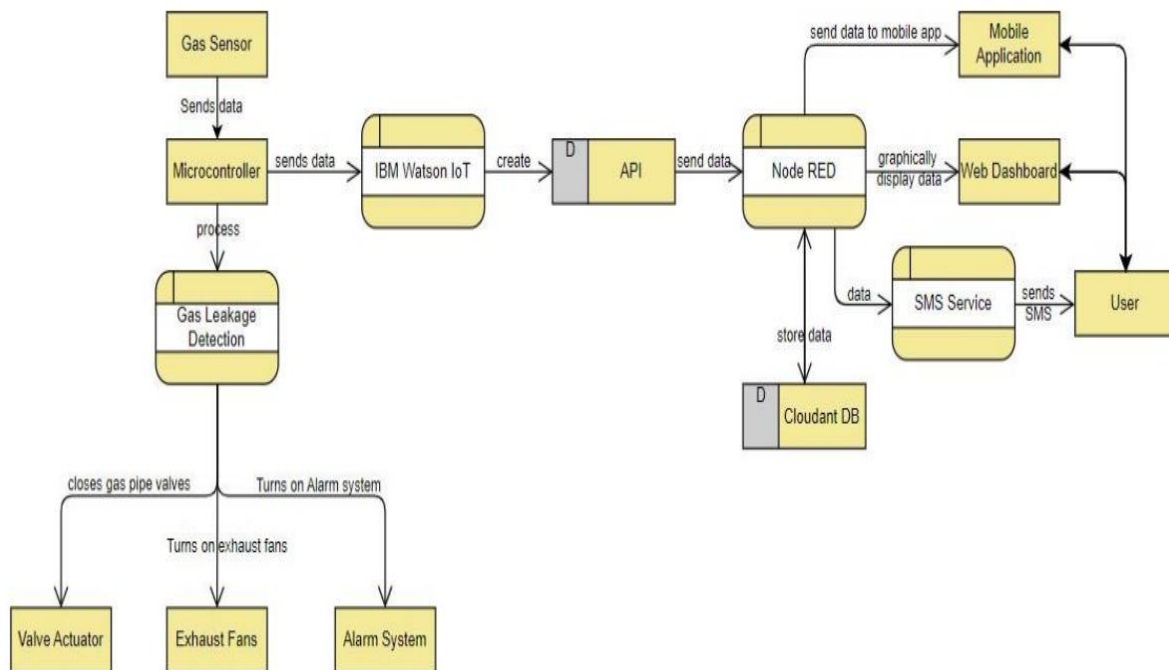 Gas Sensor
Sends data
Microcontroller
sends data
IBM Watson IoT
create
D
API
send data
Node RED
send data to mobile app
Mobile
Application
graphically
display data
Web Dashboard
process
Gas Leakage
Detection
data
SMS Service
sends
SMS
User
store data
D
Cloudant DB
closes gas pipe valves
Turns on Alarm system
Turns on exhaust fans
Valve Actuator
Exhaust Fans
Alarm System